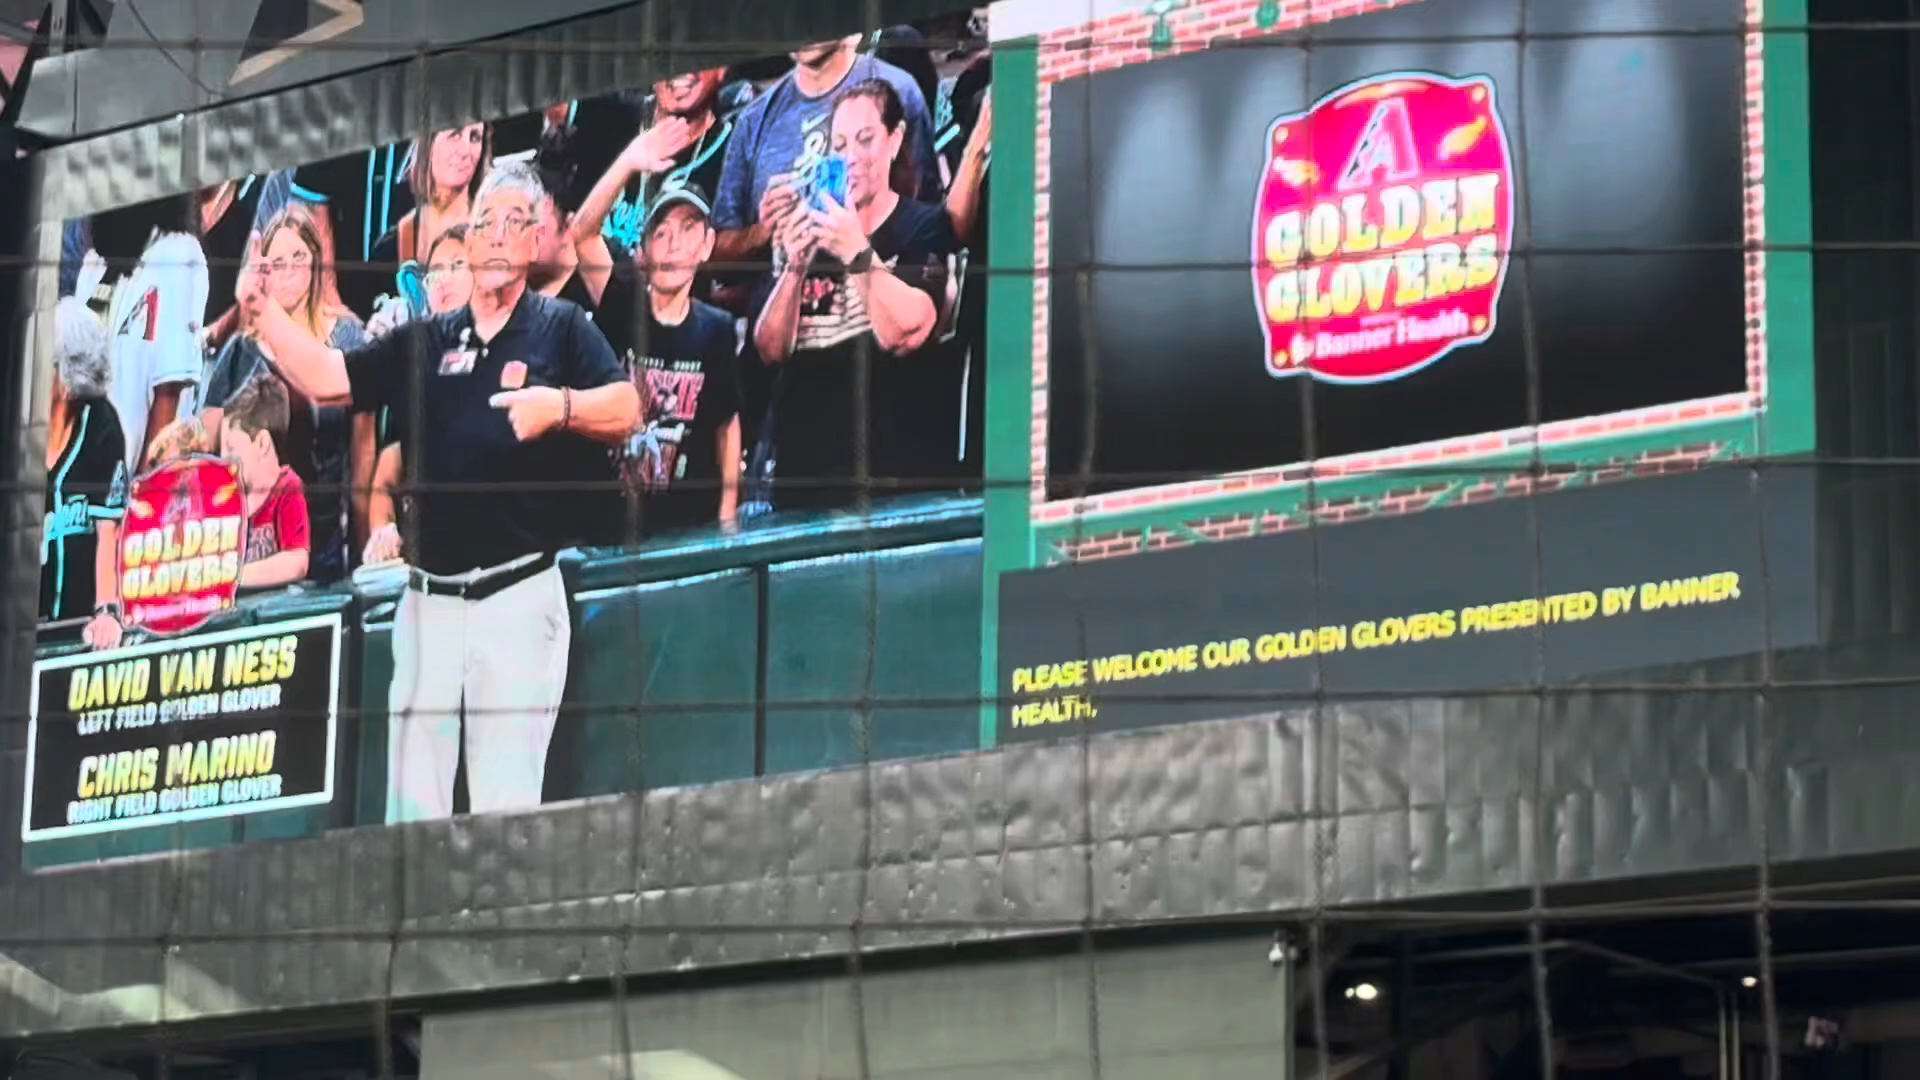 GOLDEN
GLOVERS
Banner Health
DAVID VAN NESS
LEFT FIELD GOLDEN GLOVER
CHRIS MARINO
RIGHT FIELD GOLDEN GLOVER
A
GOLDEN
GLOVERS
Banner Health
PLEASE WELCOME OUR GOLDEN GLOVERS PRESENTED BY BANNER
HEALTH,